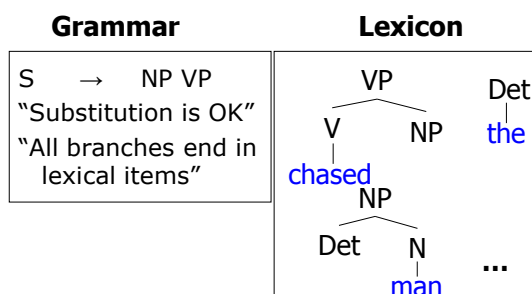 Grammar
S → NP VP
“Substitution is OK”
“All branches end in
lexical items”
Lexicon
VP
V NP
chased
Det
the
NP
Det N
man
...